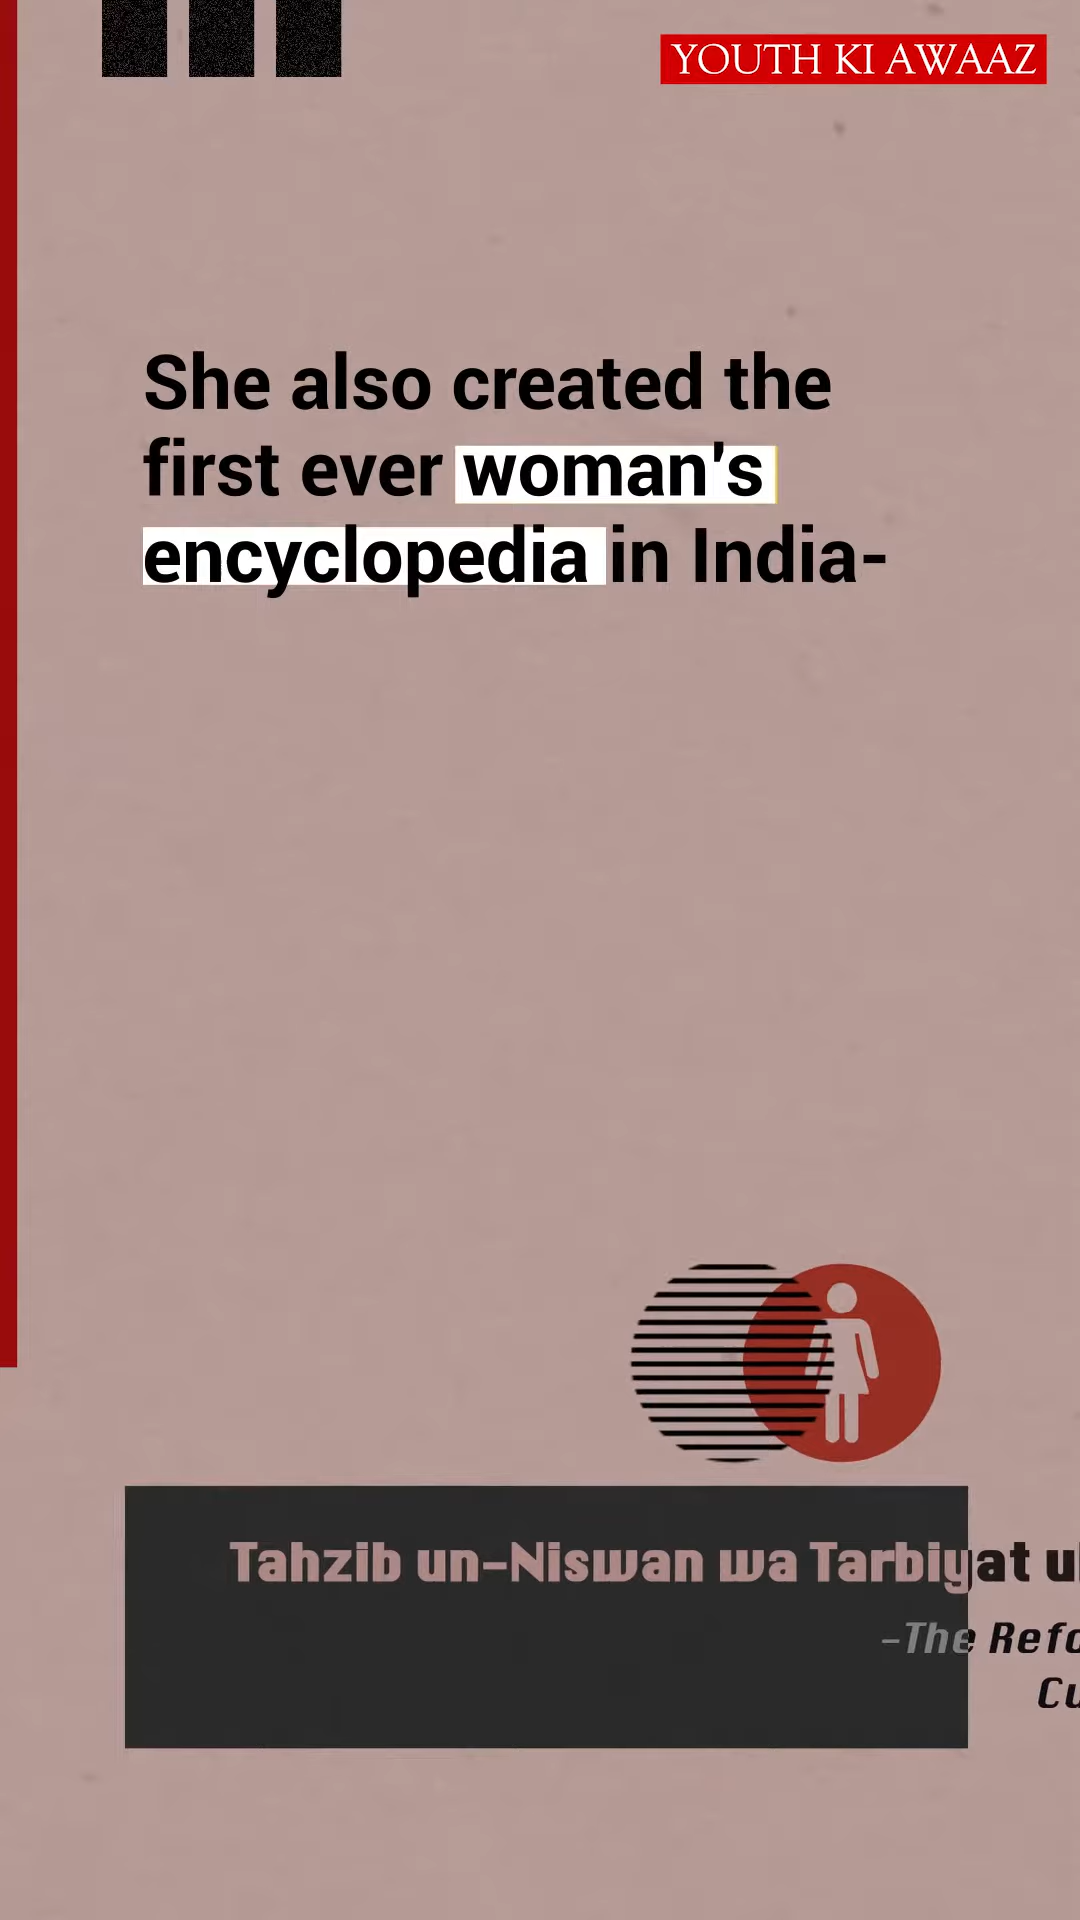 YOUTH KI AWAAZ
She also created the
first ever woman's
encyclopedia in India-
Tahzib un-Niswan wa Tarbiyat
-The